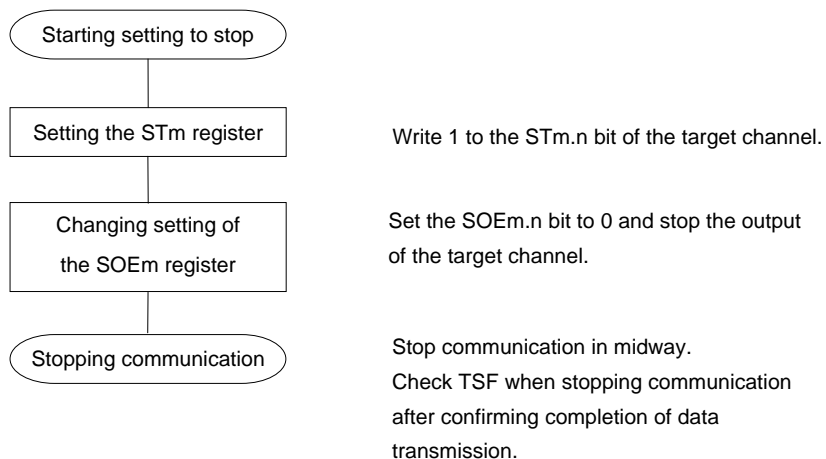 Starting setting to stop
Setting the STm register
Write 1 to the STm.n bit of the target channel.
Changing setting of
the SOEm register
Set the SOEm.n bit to 0 and stop the output
of the target channel.
Stopping communication
Stop communication in midway.
Check TSF when stopping communication
after confirming completion of data
transmission.